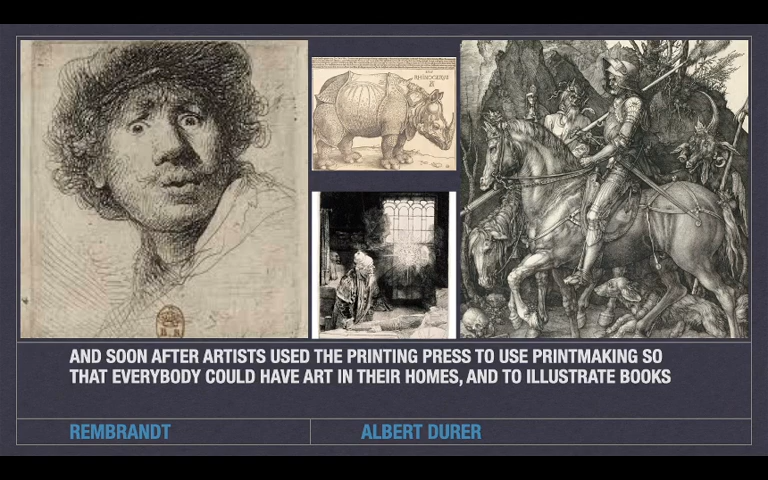 RHINOCERVS
AND SOON AFTER ARTISTS USED THE PRINTING PRESS TO USE PRINTMAKING SO
THAT EVERYBODY COULD HAVE ART IN THEIR HOMES, AND TO ILLUSTRATE BOOKS
REMBRANDT
ALBERT DURER